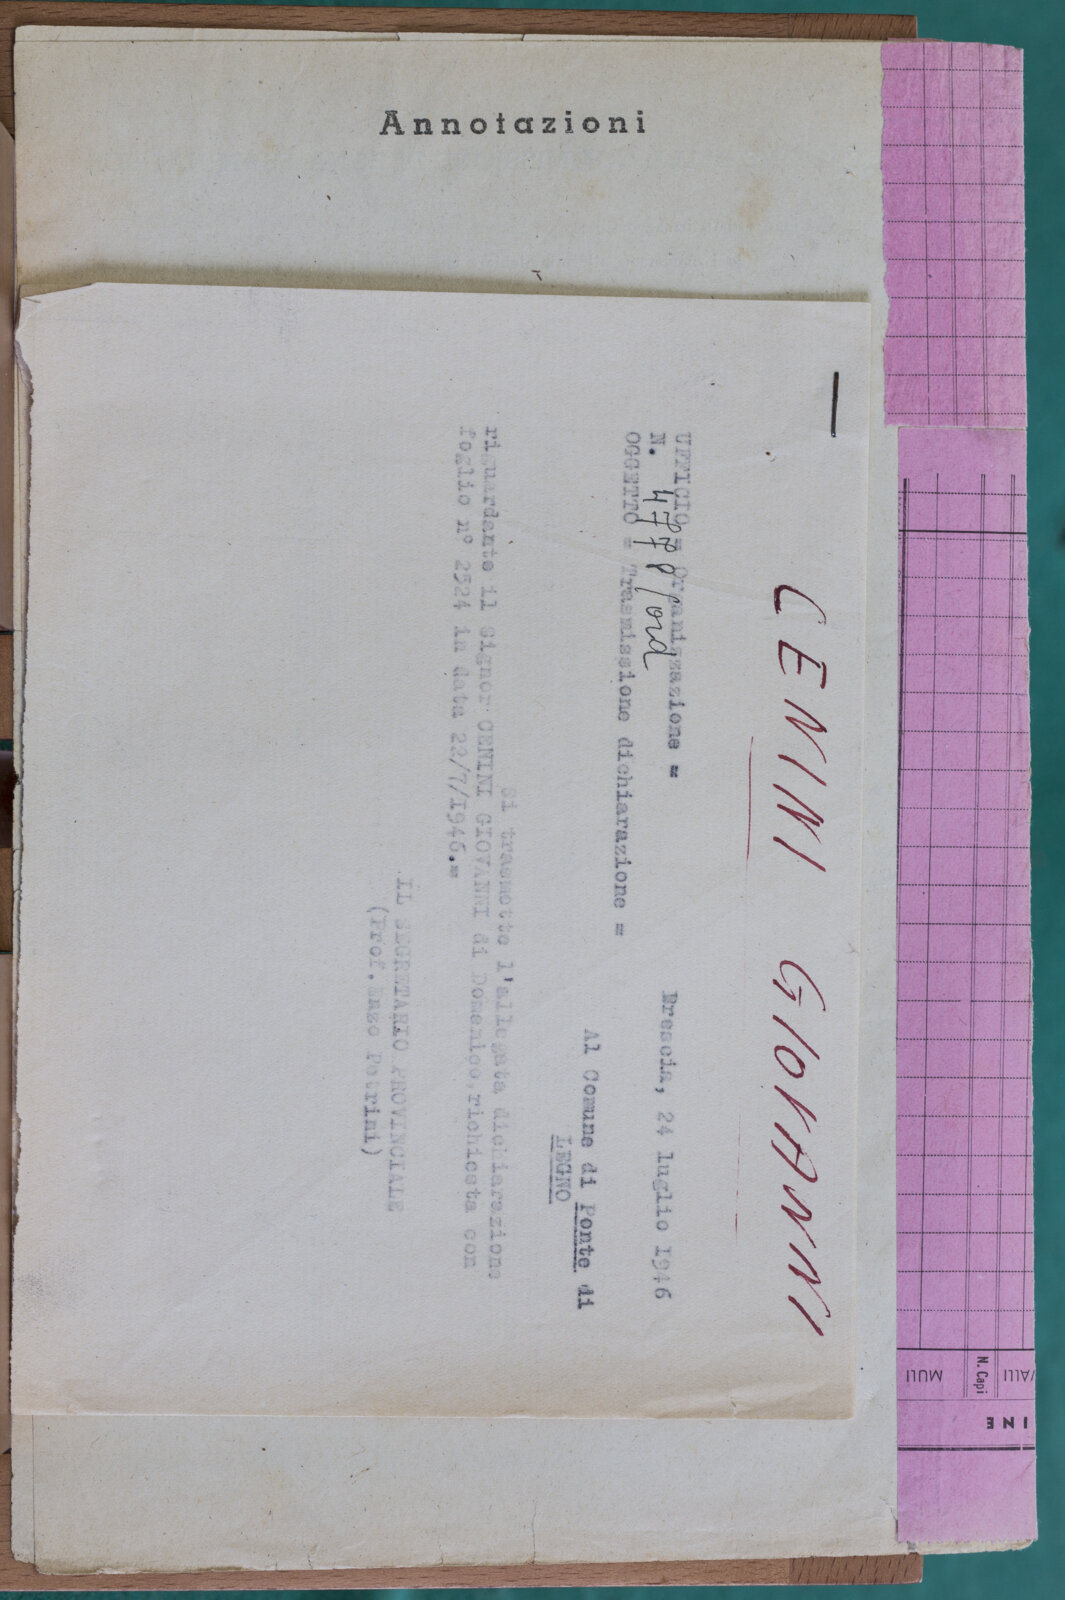 Annotazioni
CENINI GIOVANNI
UFFICIO = Organizzazione =
N. 4778/ord
Brescia, 24 luglio 1946
OGGETTO = Trasmissione dichiarazione =
Al Comune di Ponte di
LEGNO
Si trasmette l'allegata dichiarazione
riguardante il Signor CENINI GIOVANNI di Domenico, richiesta con
foglio n° 2524 in data 22/7/1946.=
IL SEGRETARIO PROVINCIALE
(Prof. Enzo Petrini)
MULI
N. Capi
VALLI
INE